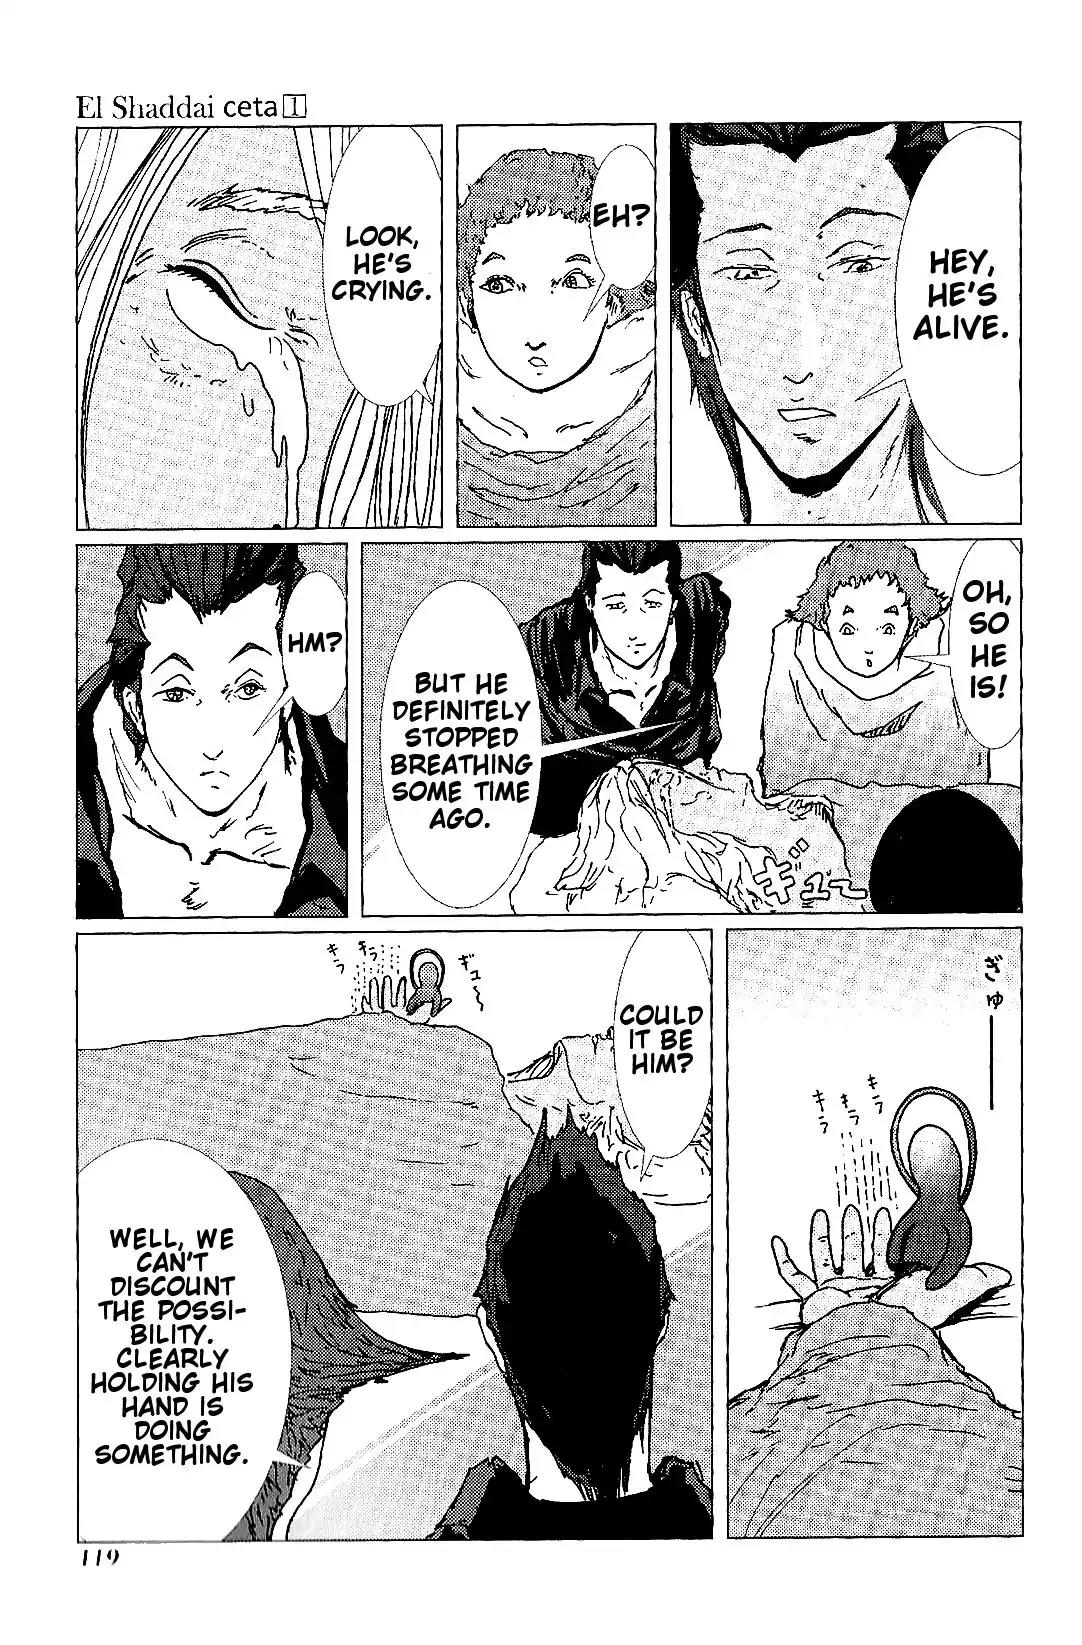 El Shaddai ceta 1
HEY,
HE'S
ALIVE.
EH?
LOOK,
HE'S
CRYING.
OH,
SO
HE
IS!
BUT HE
DEFINITELY
STOPPED
BREATHING
SOME TIME
AGO.
ギュ〜
HM?
ぎゅ——
キラ
キラ
キラ
COULD
IT BE
HIM?
ギュ〜
キラ
キラ
WELL, WE
CAN'T
DISCOUNT
THE POSSI-
BILITY.
CLEARLY
HOLDING HIS
HAND IS
DOING
SOMETHING.
119